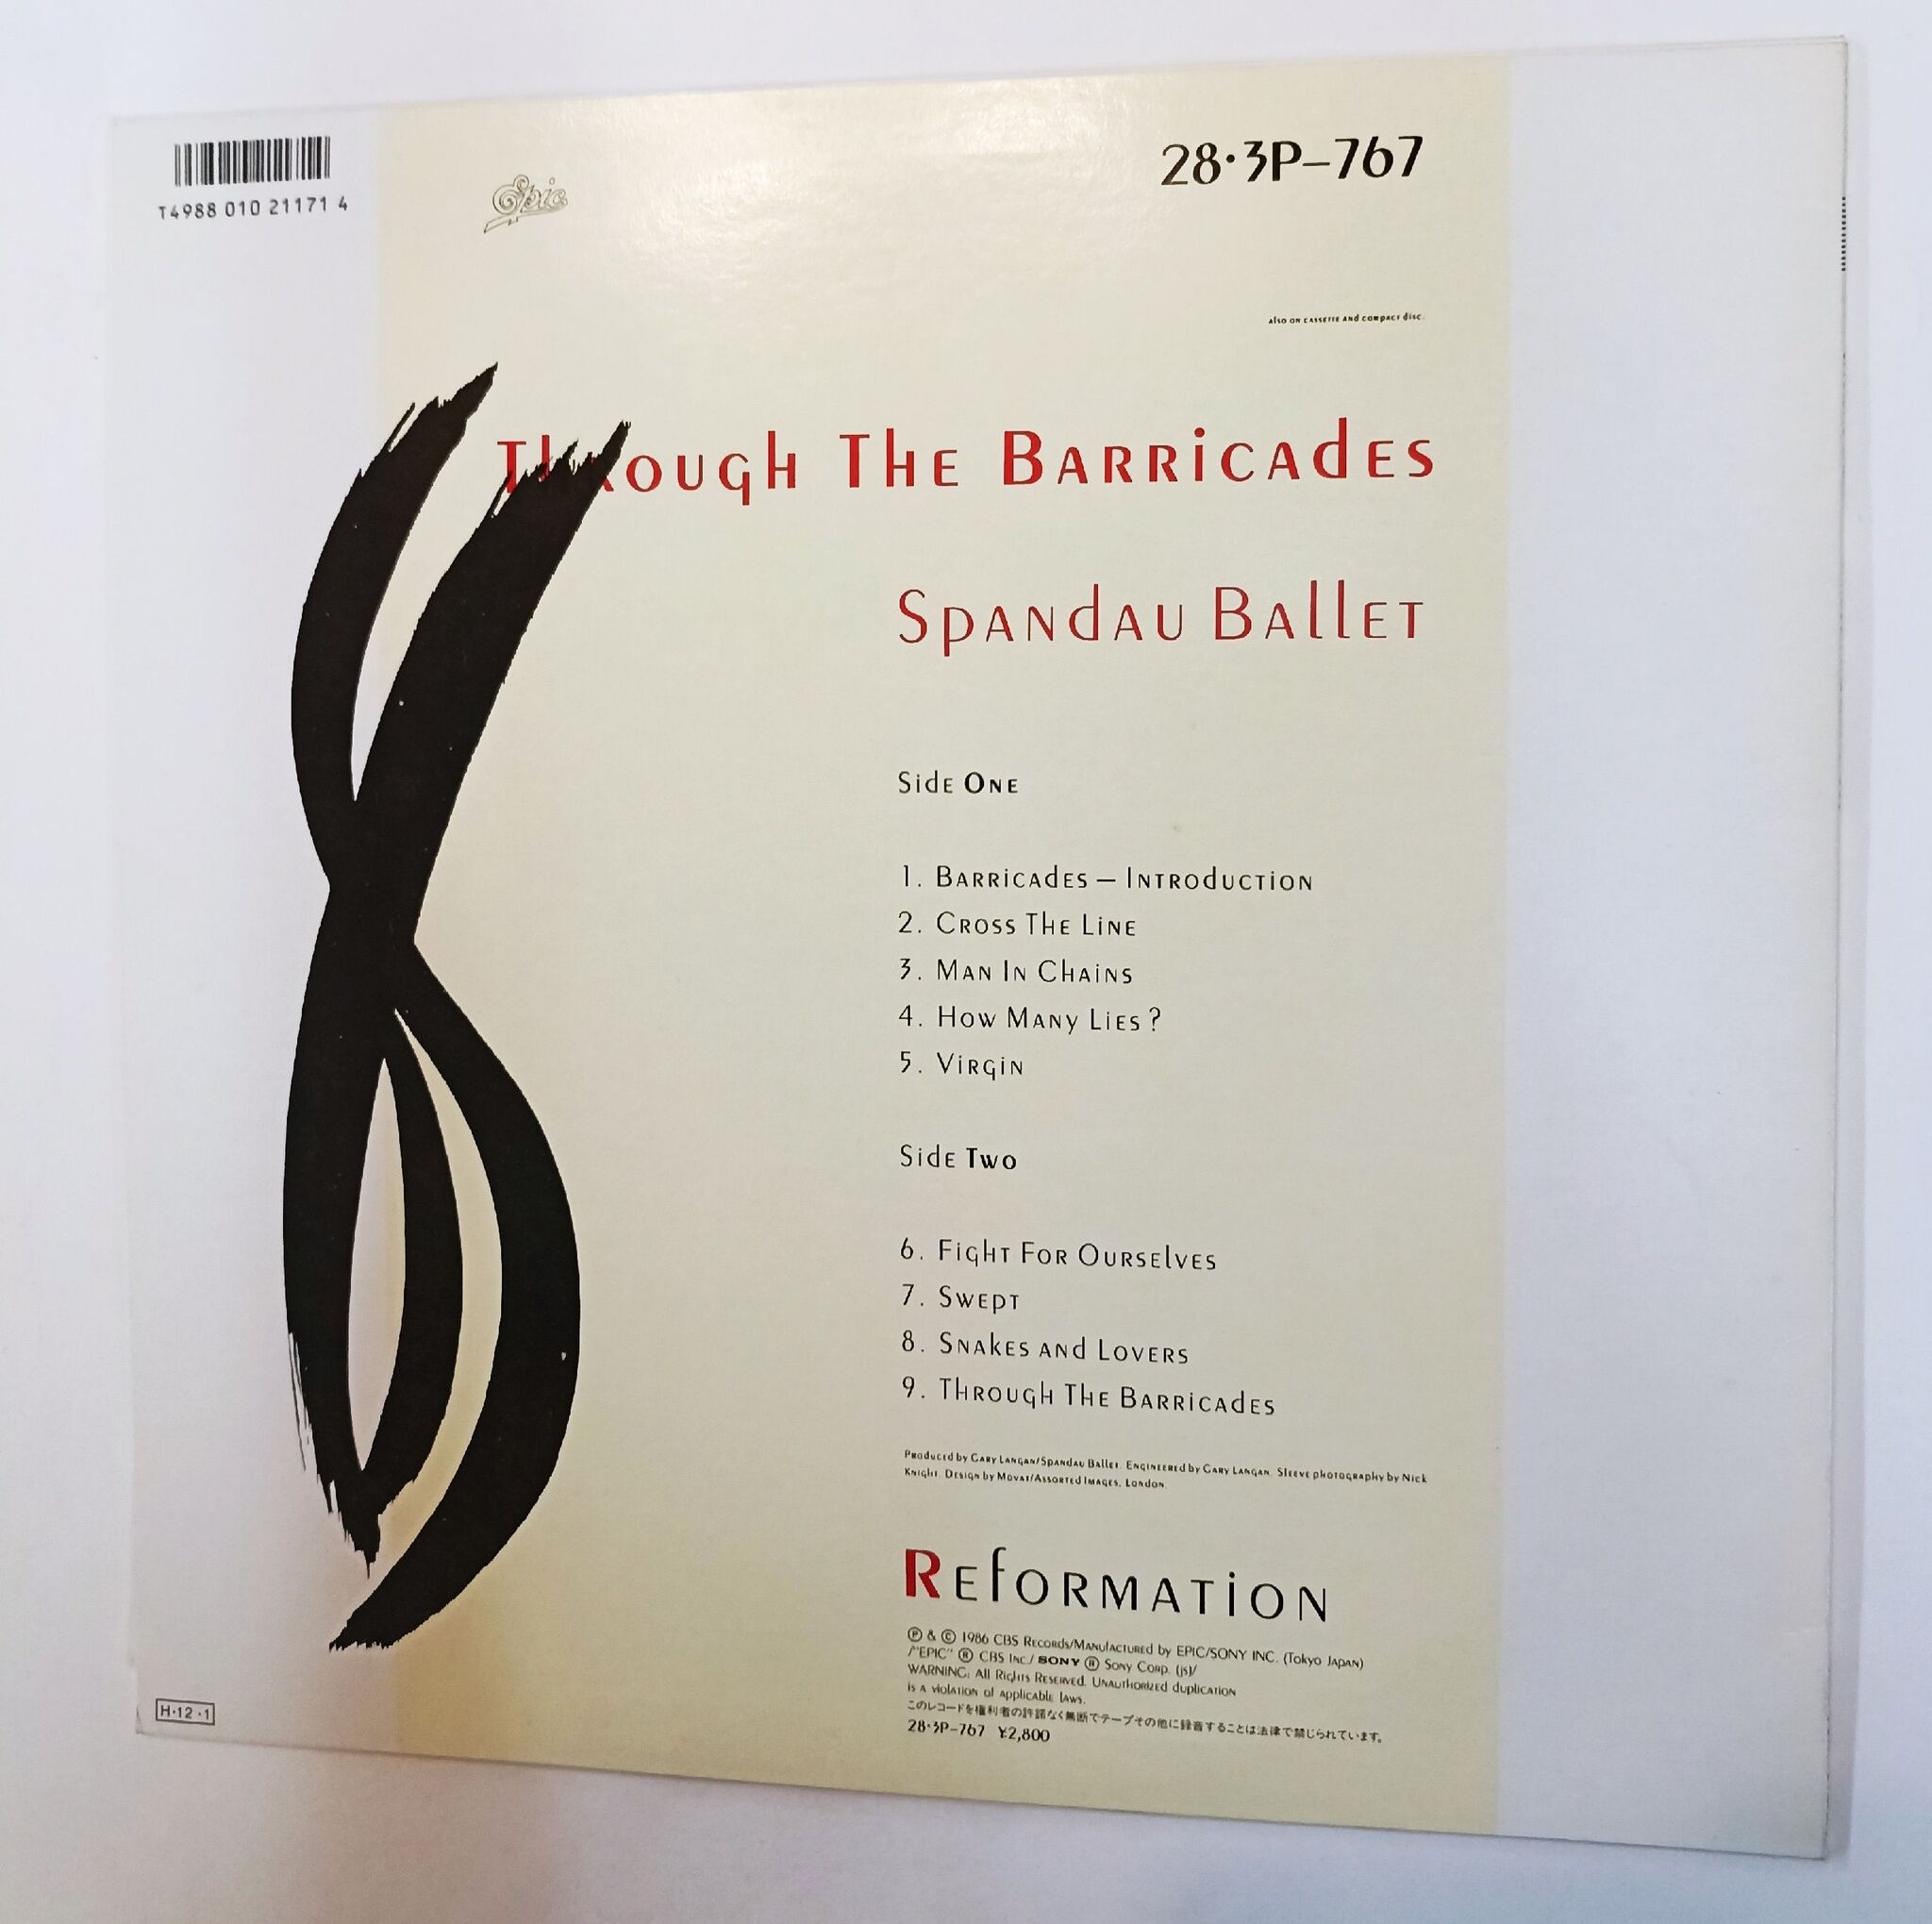 T4988 010 21171 4
Epic
28·3P–767
Also on cassette and compact disc.
Through The Barricades
Spandau Ballet
Side One
1. Barricades – Introduction
2. Cross The Line
3. Man In Chains
4. How Many Lies ?
5. Virgin
Side Two
6. Fight For Ourselves
7. Swept
8. Snakes and Lovers
9. Through The Barricades
Produced by Gary Langan/Spandau Ballet. Engineered by Gary Langan. Sleeve photography by Nick
Knight. Design by Movat/Assorted Images, London.
Reformation
Ⓟ & © 1986 CBS Records/Manufactured by EPIC/SONY INC. (Tokyo Japan)
/"EPIC" ® CBS Inc./ SONY ® Sony Corp. (js)/
WARNING: All Rights Reserved. Unauthorized duplication
is a violation of applicable laws.
このレコードを権利者の許諾なく無断でテープその他に録音することは法律で禁じられています。
28·3P–767 ¥2,800
H·12·1